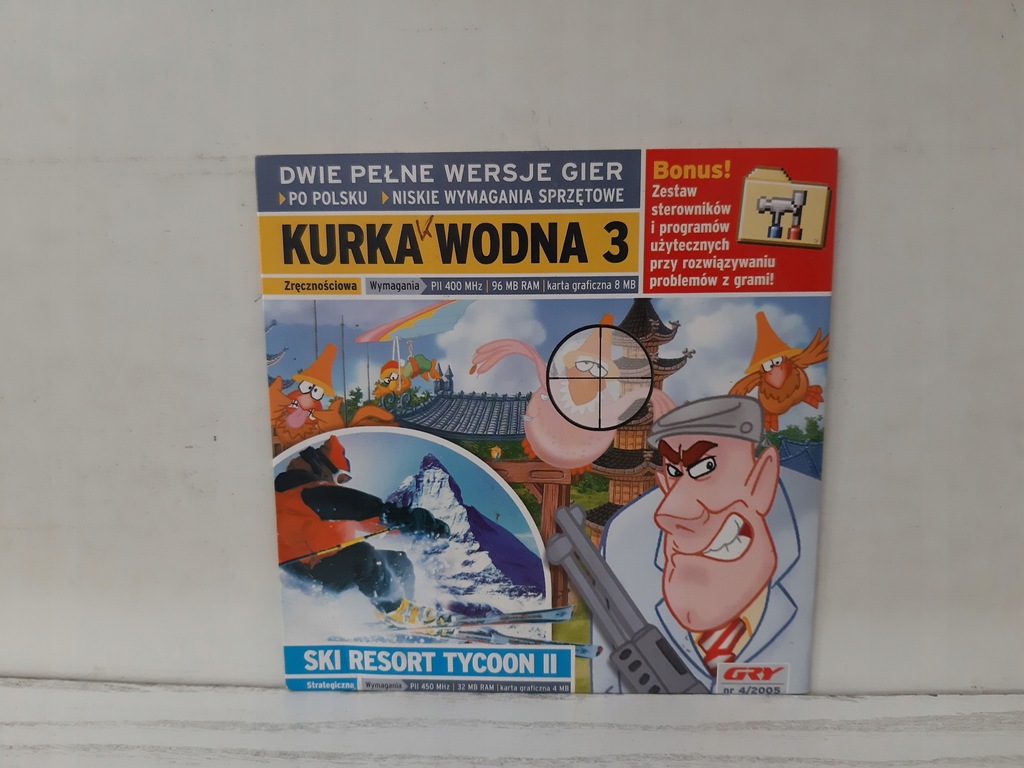 DWIE PEŁNE WERSJE GIER
PO POLSKU NISKIE WYMAGANIA SPRZĘTOWE
KURKA WODNA 3
Zręcznościowa Wymagania PII 400 MHz | 96 MB RAM | karta graficzna 8 MB
Bonus!
Zestaw
sterowników
i programów
użytecznych
przy rozwiązywaniu
problemów z grami!
SKI RESORT TYCOON II
Strategiczna Wymagania PII 450 MHz | 32 MB RAM | karta graficzna 4 MB
GRY
nr 4/2005